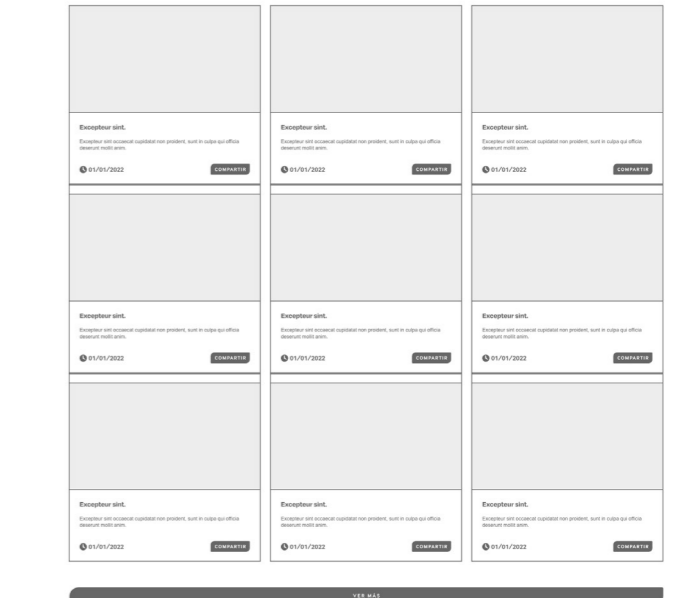 Excepteur sint.
Excepteur sint occaecat cupidatat non proident, sunt in culpa qui officia
deserunt mollit anim.
01/01/2022 COMPARTIR
Excepteur sint.
Excepteur sint occaecat cupidatat non proident, sunt in culpa qui officia
deserunt mollit anim.
01/01/2022 COMPARTIR
Excepteur sint.
Excepteur sint occaecat cupidatat non proident, sunt in culpa qui officia
deserunt mollit anim.
01/01/2022 COMPARTIR
Excepteur sint.
Excepteur sint occaecat cupidatat non proident, sunt in culpa qui officia
deserunt mollit anim.
01/01/2022 COMPARTIR
Excepteur sint.
Excepteur sint occaecat cupidatat non proident, sunt in culpa qui officia
deserunt mollit anim.
01/01/2022 COMPARTIR
Excepteur sint.
Excepteur sint occaecat cupidatat non proident, sunt in culpa qui officia
deserunt mollit anim.
01/01/2022 COMPARTIR
Excepteur sint.
Excepteur sint occaecat cupidatat non proident, sunt in culpa qui officia
deserunt mollit anim.
01/01/2022 COMPARTIR
Excepteur sint.
Excepteur sint occaecat cupidatat non proident, sunt in culpa qui officia
deserunt mollit anim.
01/01/2022 COMPARTIR
Excepteur sint.
Excepteur sint occaecat cupidatat non proident, sunt in culpa qui officia
deserunt mollit anim.
01/01/2022 COMPARTIR
VER MÁS